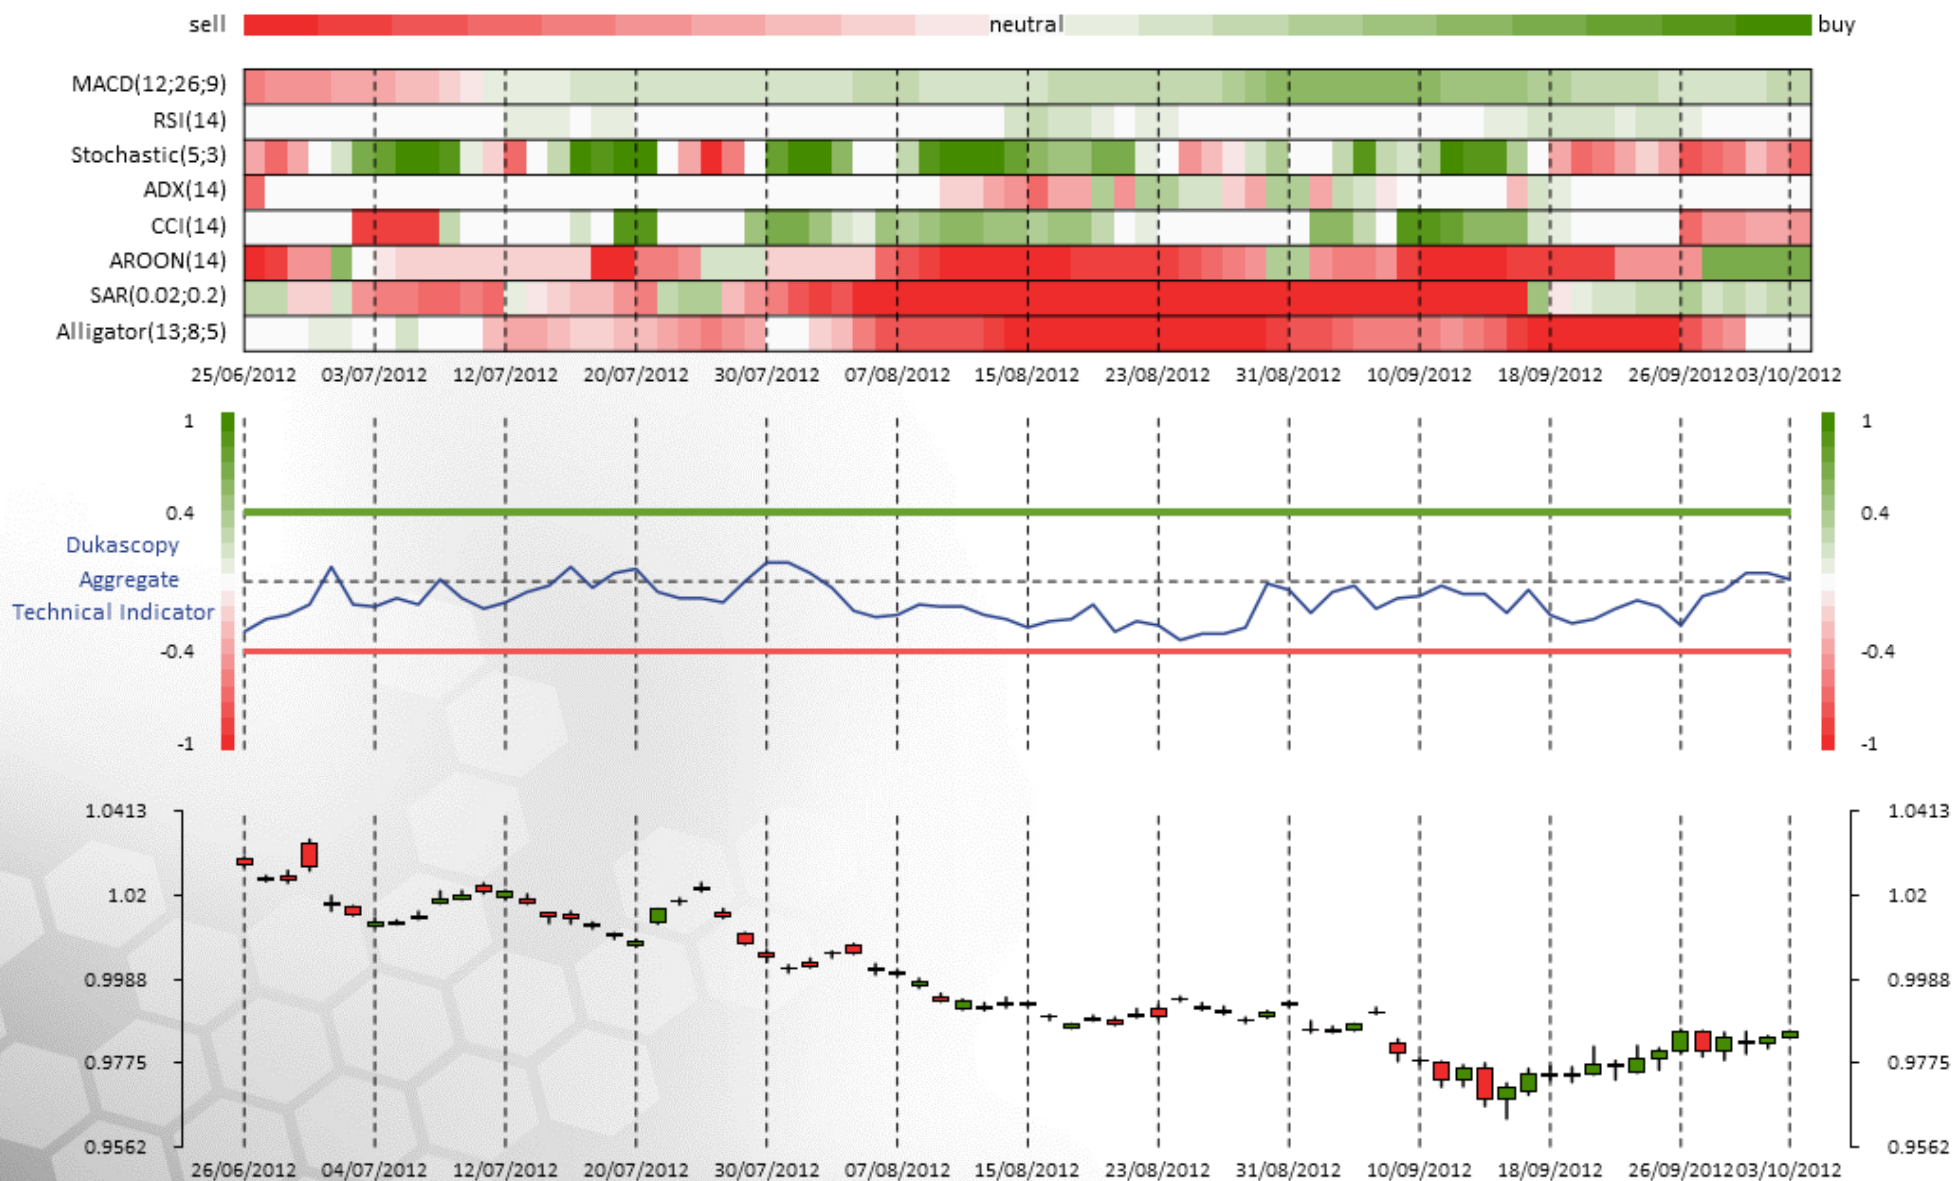 sell neutral buy
MACD(12;26;9)
RSI(14)
Stochastic(5;3)
ADX(14)
CCI(14)
AROON(14)
SAR(0.02;0.2)
Alligator(13;8;5)
25/06/2012 03/07/2012 12/07/2012 20/07/2012 30/07/2012 07/08/2012 15/08/2012 23/08/2012 31/08/2012 10/09/2012 18/09/2012 26/09/2012 03/10/2012
1 1
0.4 0.4
Dukascopy
Aggregate
Technical Indicator
-0.4 -0.4
-1 -1
1.0413 1.0413
1.02 1.02
0.9988 0.9988
0.9775 0.9775
0.9562 0.9562
26/06/2012 04/07/2012 12/07/2012 20/07/2012 30/07/2012 07/08/2012 15/08/2012 23/08/2012 31/08/2012 10/09/2012 18/09/2012 26/09/2012 03/10/2012